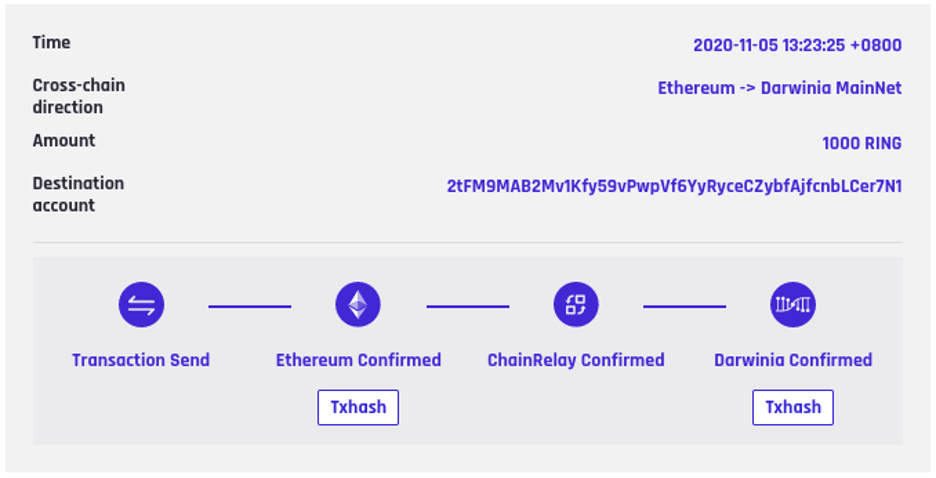 Time
2020-11-05 13:23:25 +0800
Cross-chain
direction
Ethereum -> Darwinia MainNet
Amount
1000 RING
Destination
account
2tFM9MAB2Mv1Kfy59vPwpVf6YyRyceCZybfAjfcnbLCer7N1
Transaction Send
Ethereum Confirmed
ChainRelay Confirmed
Darwinia Confirmed
Txhash
Txhash